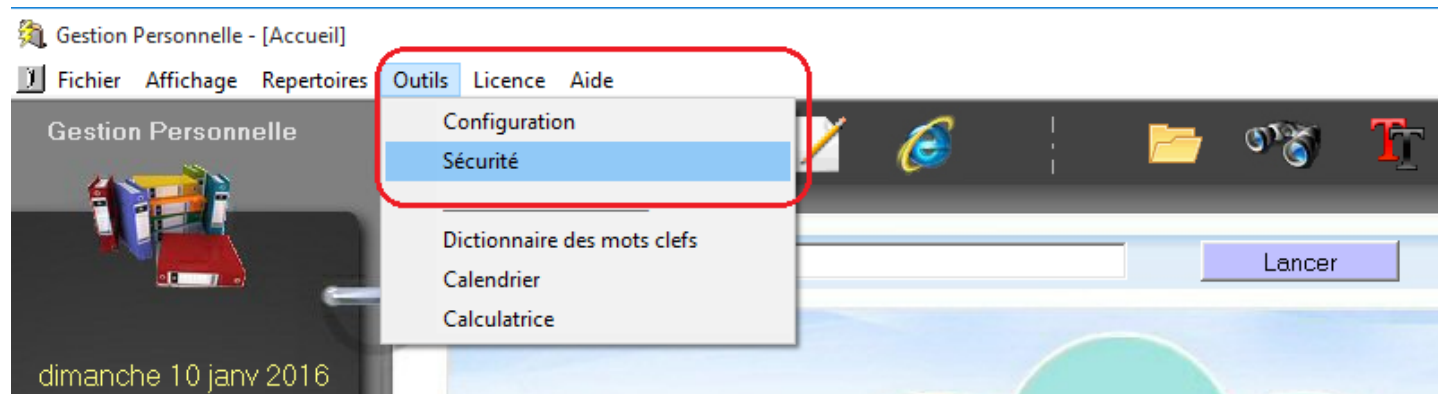 Gestion Personnelle - [Accueil]
Fichier Affichage Repertoires Outils Licence Aide
Gestion Personnelle
Configuration
Sécurité
Dictionnaire des mots clefs
Lancer
Calendrier
Calculatrice
dimanche 10 janv 2016